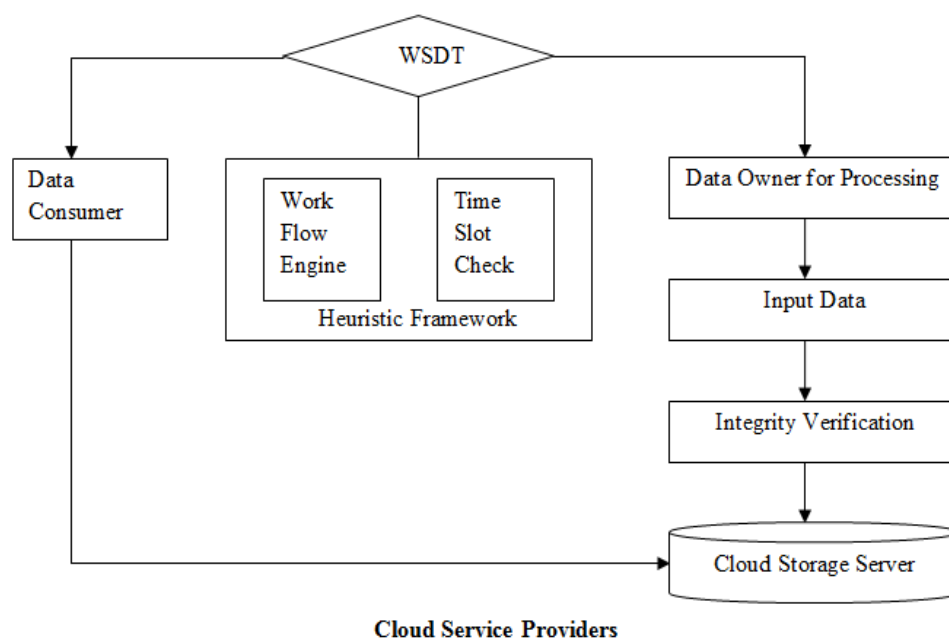 WSDT
Data
Consumer
Work
Flow
Engine
Time
Slot
Check
Heuristic Framework
Data Owner for Processing
Input Data
Integrity Verification
Cloud Storage Server
Cloud Service Providers